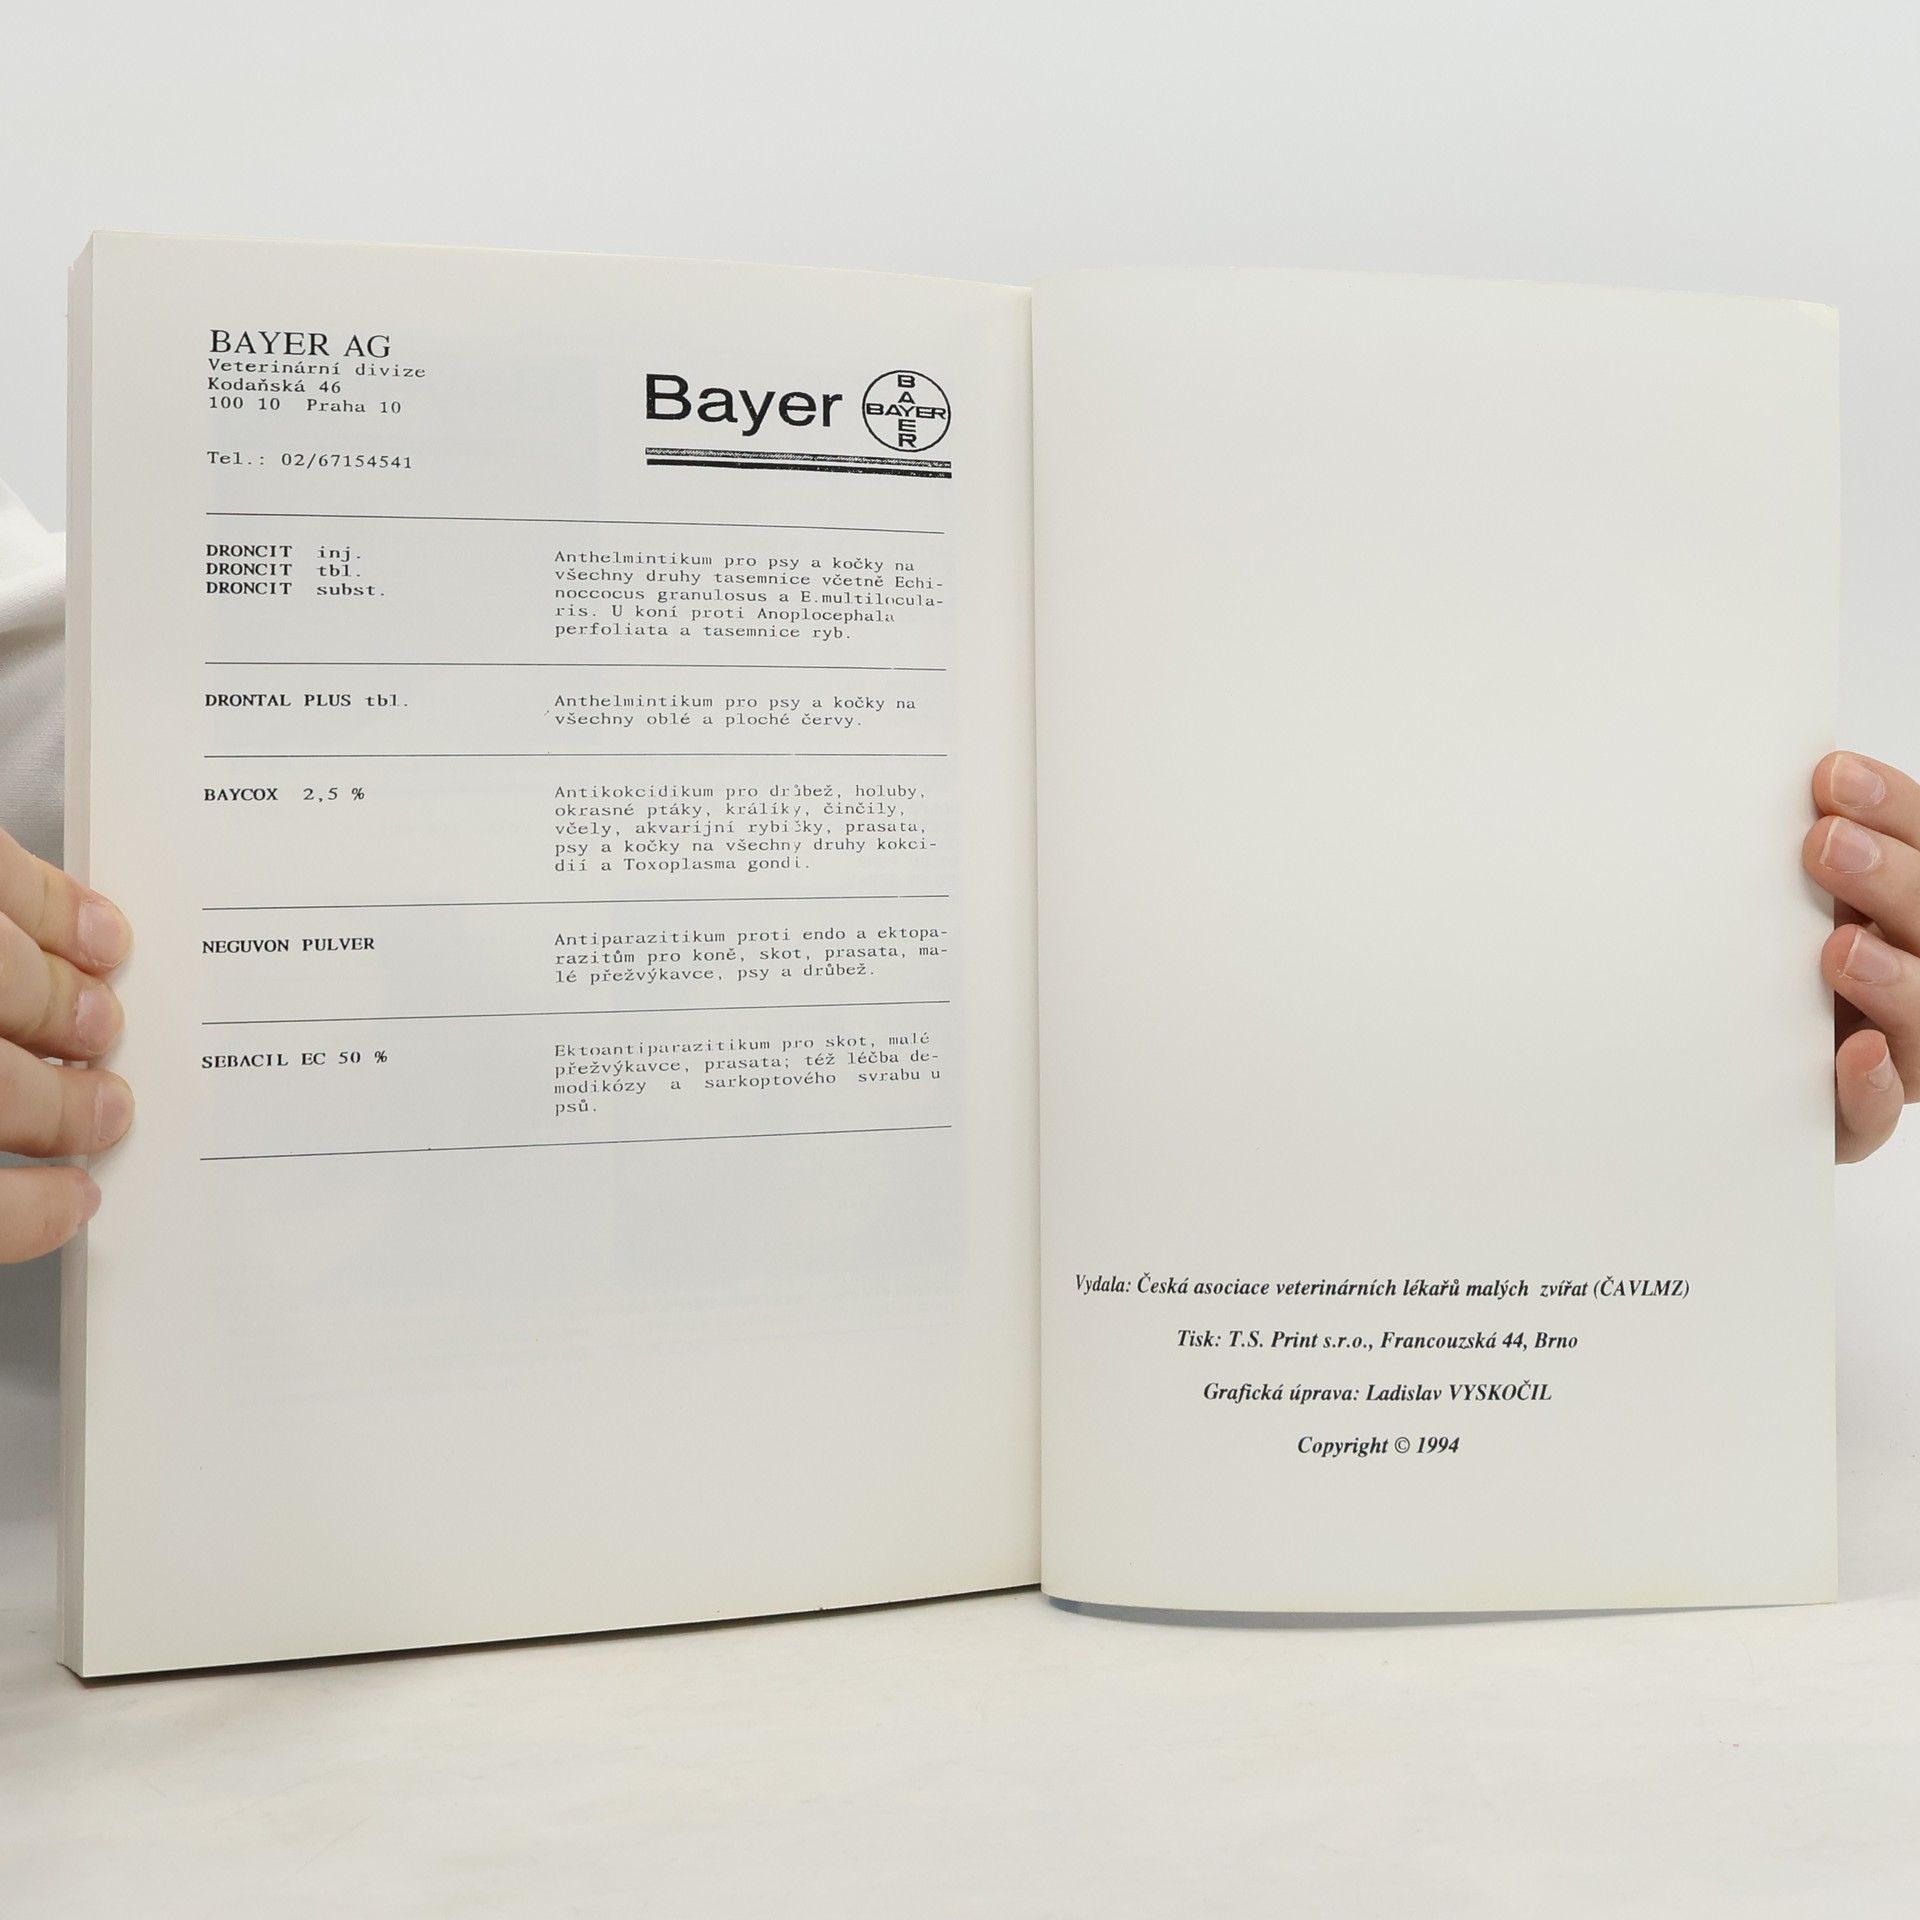 BAYER AG
Veterinární divize
Kodaňská 46
100 10  Praha 10
Tel.: 02/67154541
Bayer
BAYER
BAYER
DRONCIT  inj.
DRONCIT  tbl.
DRONCIT  subst.
Anthelmintikum pro psy a kočky na
všechny druhy tasemnice včetně Echi-
noccocus granulosus a E.multilocula-
ris. U koní proti Anoplocephala
perfoliata a tasemnice ryb.
DRONTAL PLUS tbl.
Anthelmintikum pro psy a kočky na
všechny oblé a ploché červy.
BAYCOX  2,5 %
Antikokcidikum pro drůbež, holuby,
okrasné ptáky, králíky, činčily,
včely, akvarijní rybičky, prasata,
psy a kočky na všechny druhy kokci-
dií a Toxoplasma gondi.
NEGUVON PULVER
Antiparazitikum proti endo a ektopa-
razitům pro koně, skot, prasata, ma-
lé přežvýkavce, psy a drůbež.
SEBACIL EC 50 %
Ektoantiparazitikum pro skot, malé
přežvýkavce, prasata; též léčba de-
modikózy a sarkoptového svrabu u
psů.
Vydala: Česká asociace veterinárních lékařů malých zvířat (ČAVLMZ)
Tisk: T.S. Print s.r.o., Francouzská 44, Brno
Grafická úprava: Ladislav VYSKOČIL
Copyright © 1994